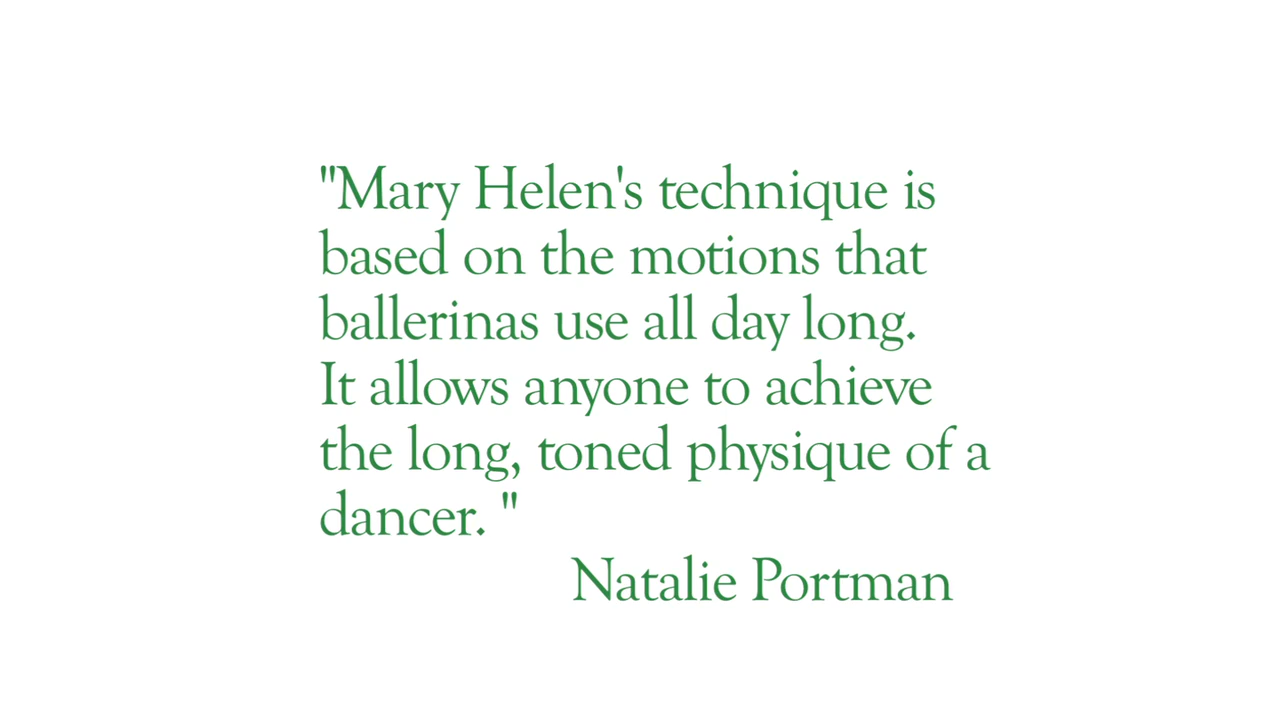 "Mary Helen's technique is
based on the motions that
ballerinas use all day long.
It allows anyone to achieve
the long, toned physique of a
dancer. "
Natalie Portman